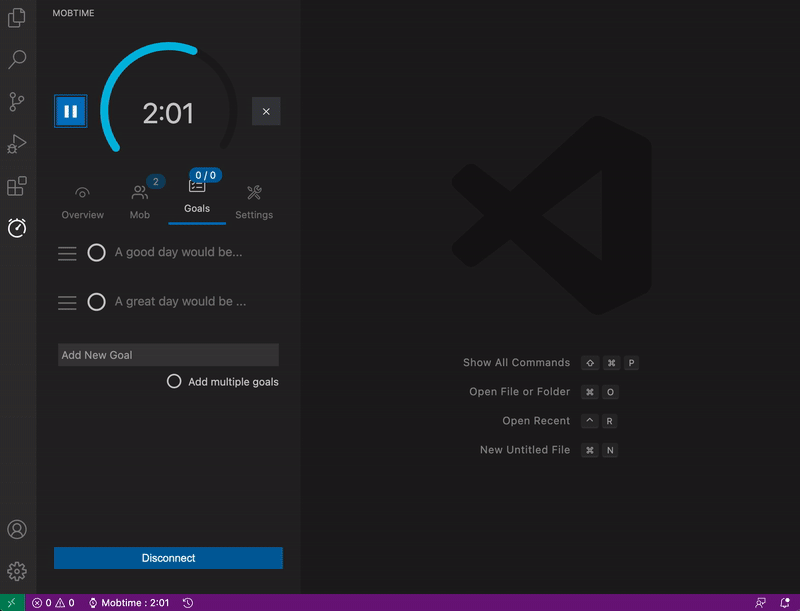 MOBTIME
2:01
2
0 / 0
Overview
Mob
Goals
Settings
A good day would be...
A great day would be ...
Add New Goal
Add multiple goals
Disconnect
Show All Commands ⇧ ⌘ P
Open File or Folder ⌘ O
Open Recent ^ R
New Untitled File ⌘ N
0 0 Mobtime : 2:01